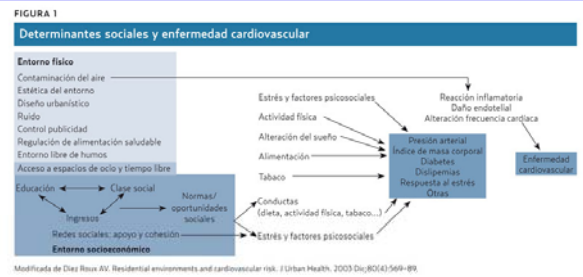 FIGURA 1
Determinantes sociales y enfermedad cardiovascular
Entorno físico
Contaminación del aire
Estética del entorno
Diseño urbanístico
Ruido
Control publicidad
Regulación de alimentación saludable
Entorno libre de humos
Acceso a espacios de ocio y tiempo libre
Educación
Clase social
Ingresos
Normas/
oportunidades
sociales
Redes sociales: apoyo y cohesión
Entorno socioeconómico
Estrés y factores psicosociales
Actividad física
Alteración del sueño
Alimentación
Tabaco
Conductas
(dieta, actividad física, tabaco...)
Estrés y factores psicosociales
Reacción inflamatoria
Daño endotelial
Alteración frecuencia cardíaca
Presión arterial
Índice de masa corporal
Diabetes
Dislipemias
Respuesta al estrés
Otras
Enfermedad
cardiovascular
Modificada de Diez Roux AV. Residential environments and cardiovascular risk. J Urban Health. 2003 Dic;80(4):569-89.